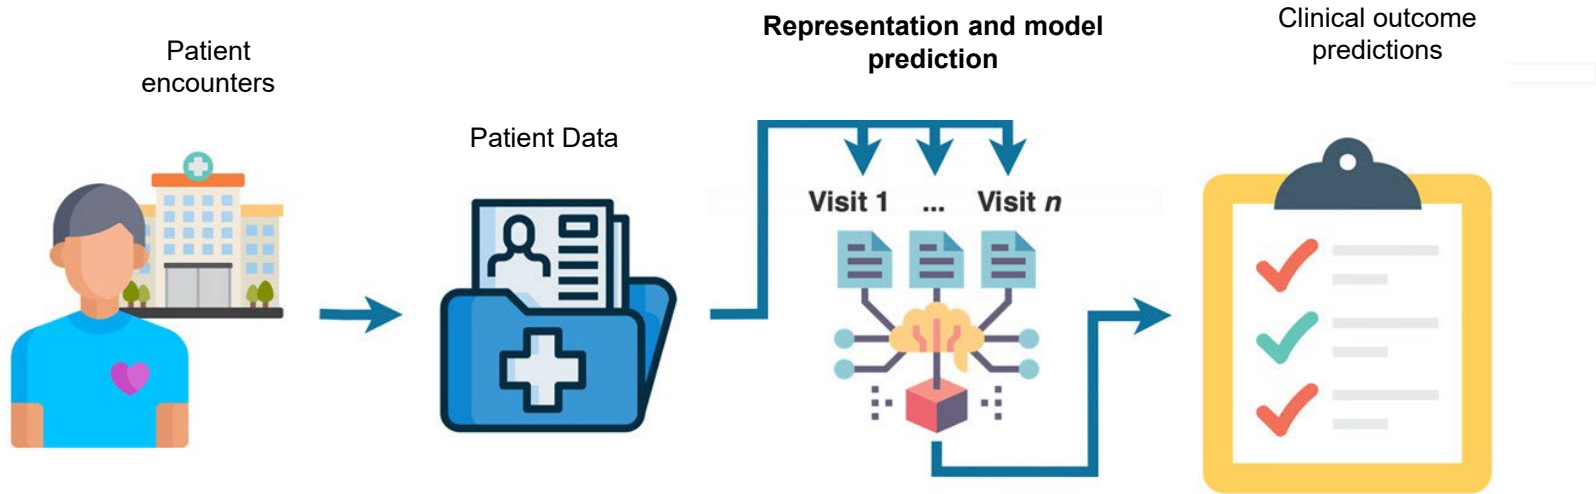 Patient
encounters
Patient Data
Representation and model
prediction
Visit 1 ... Visit n
Clinical outcome
predictions